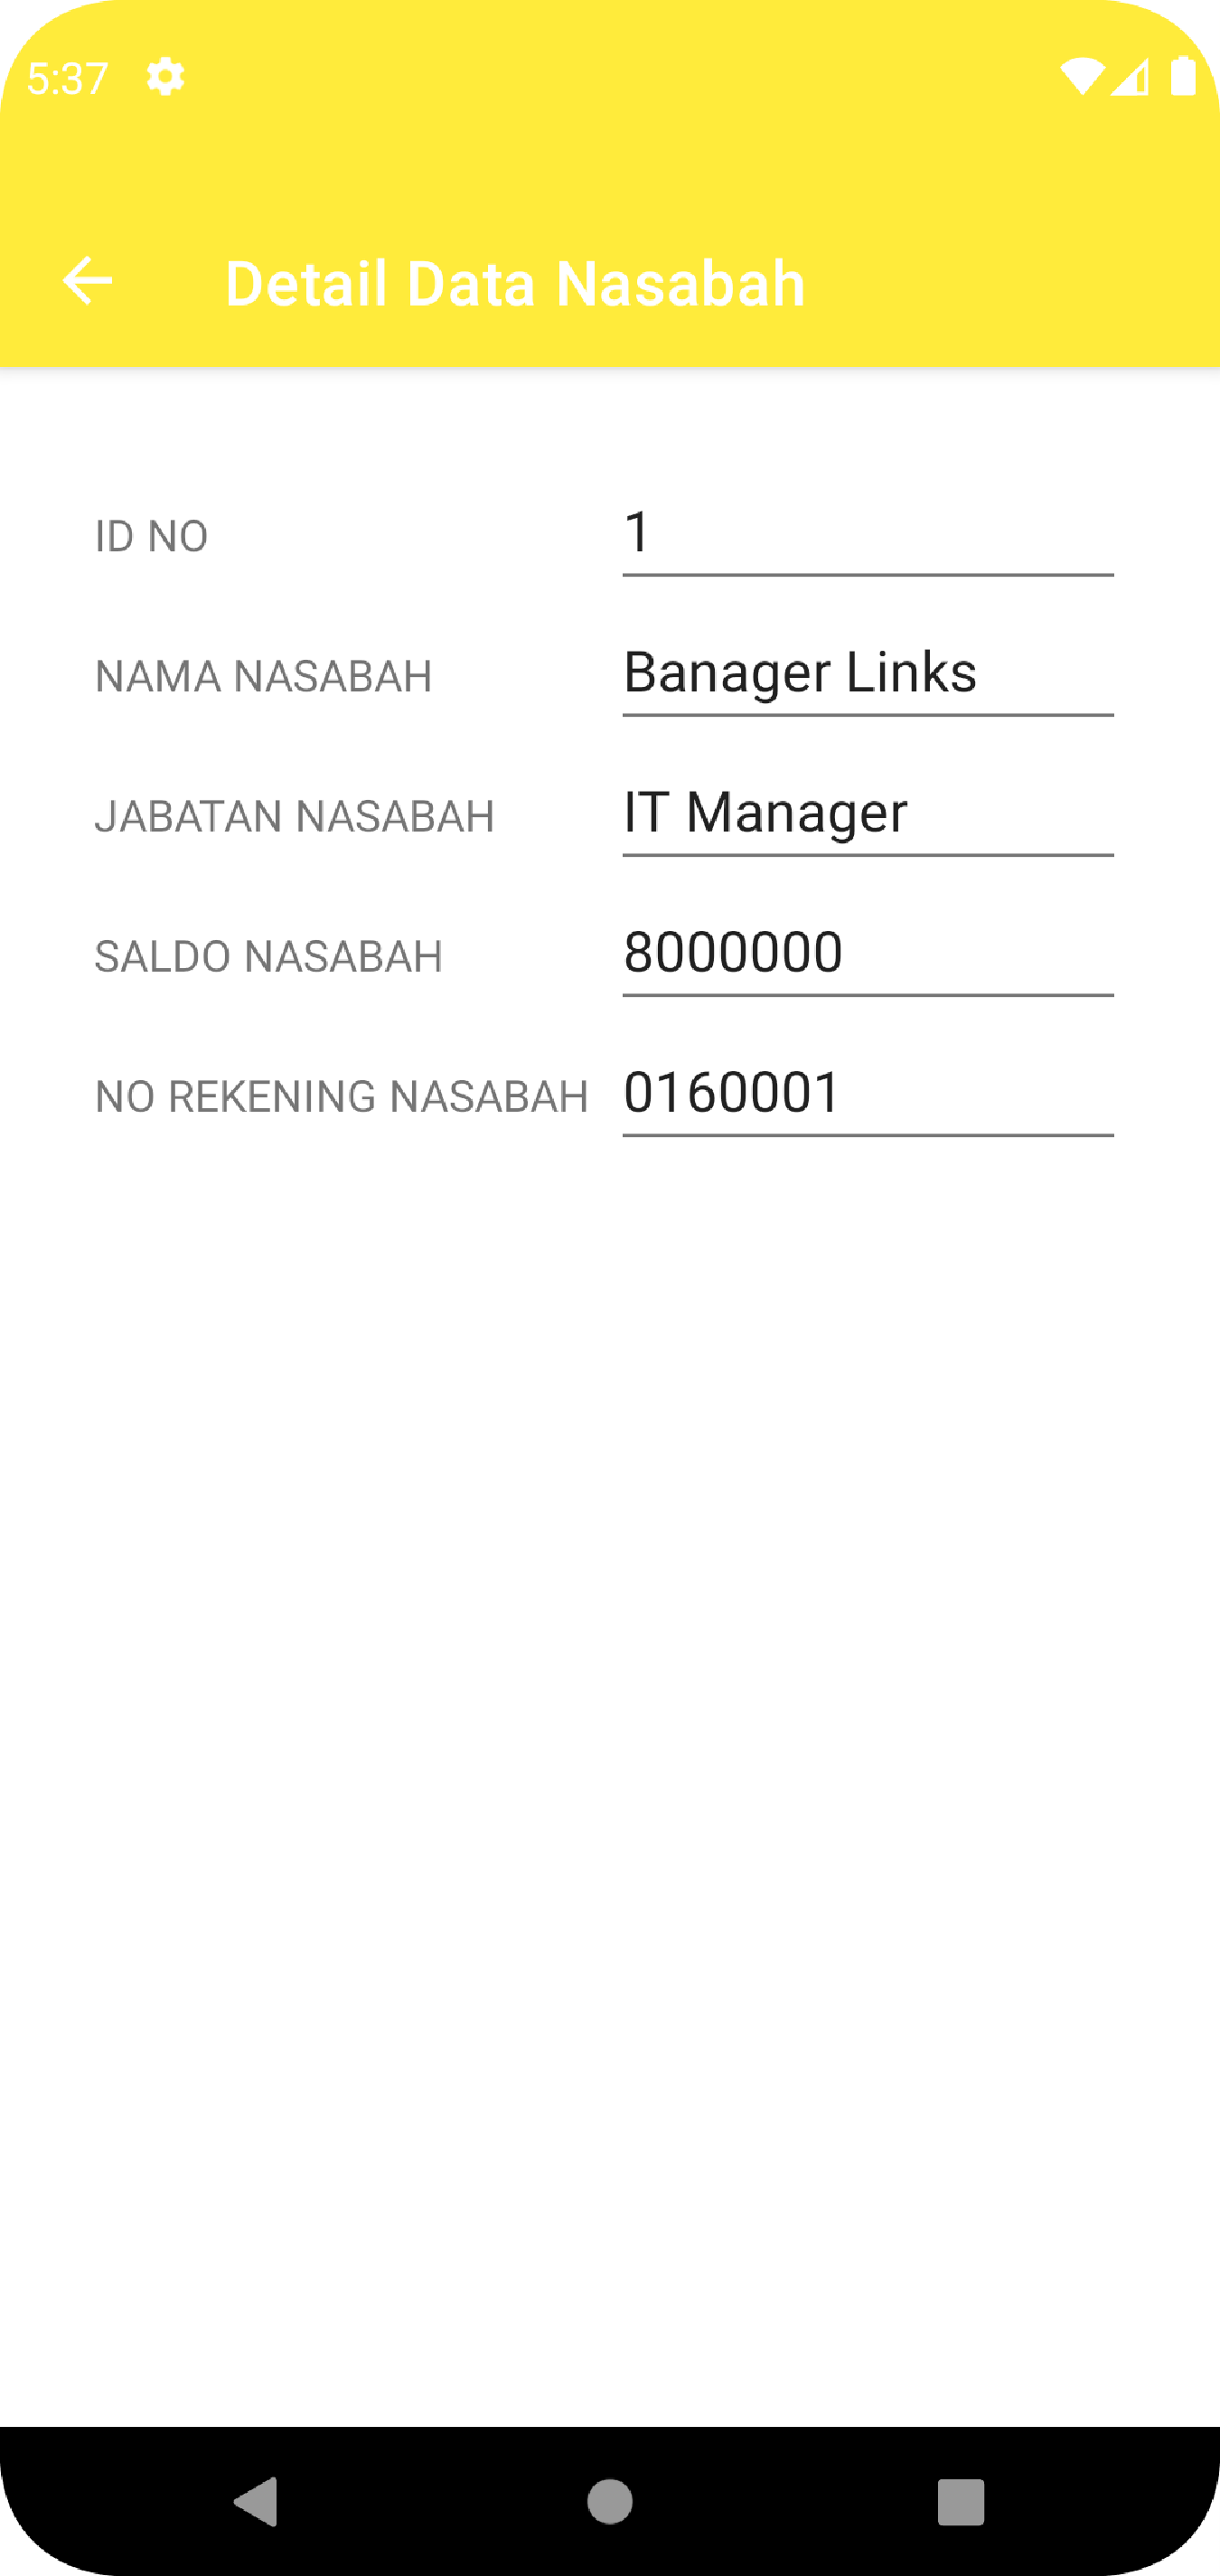 5:37
Detail Data Nasabah
ID NO 1
NAMA NASABAH Banager Links
JABATAN NASABAH IT Manager
SALDO NASABAH 8000000
NO REKENING NASABAH 0160001